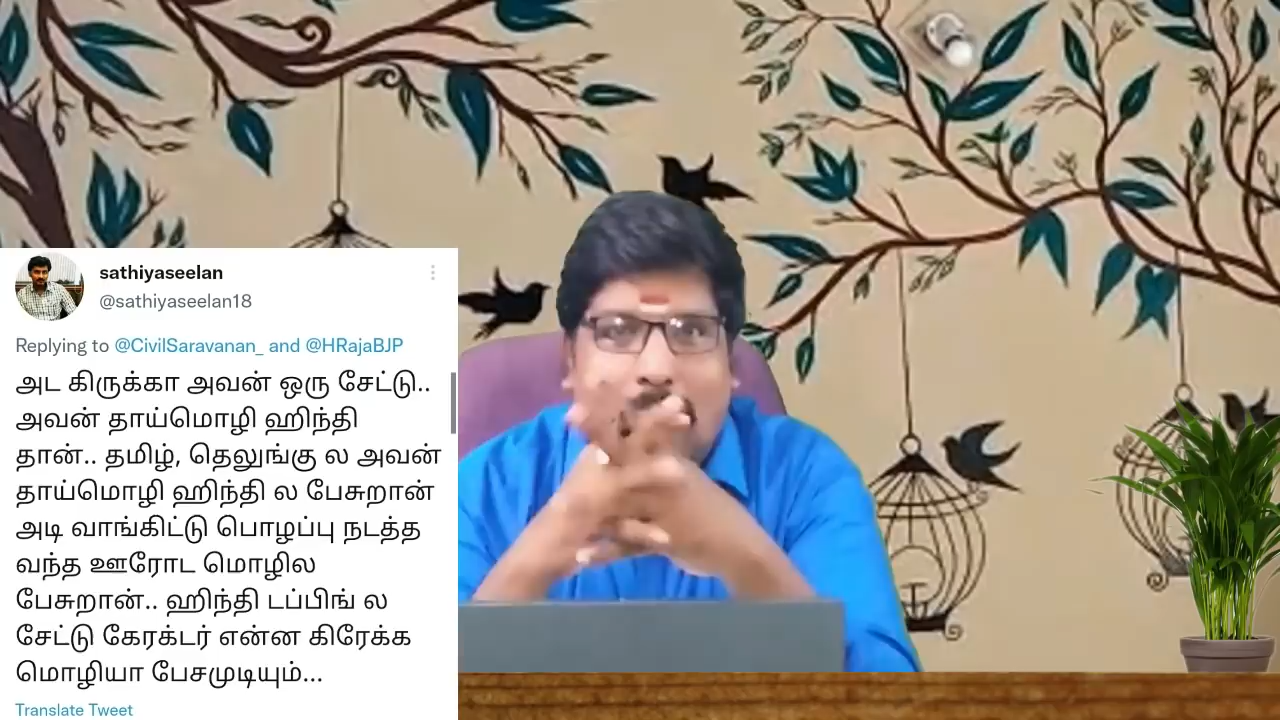 sathiyaseelan
@sathiyaseelan18
Replying to @CivilSaravanan_ and @HRajaBJP
அட கிருக்கா அவன் ஒரு சேட்டு..
அவன் தாய்மொழி ஹிந்தி
தான்.. தமிழ், தெலுங்கு ல அவன்
தாய்மொழி ஹிந்தி ல பேசுறான்
அடி வாங்கிட்டு பொழப்பு நடத்த
வந்த ஊரோட மொழில
பேசுறான்.. ஹிந்தி டப்பிங் ல
சேட்டு கேரக்டர் என்ன கிரேக்க
மொழியா பேசமுடியும்...
Translate Tweet